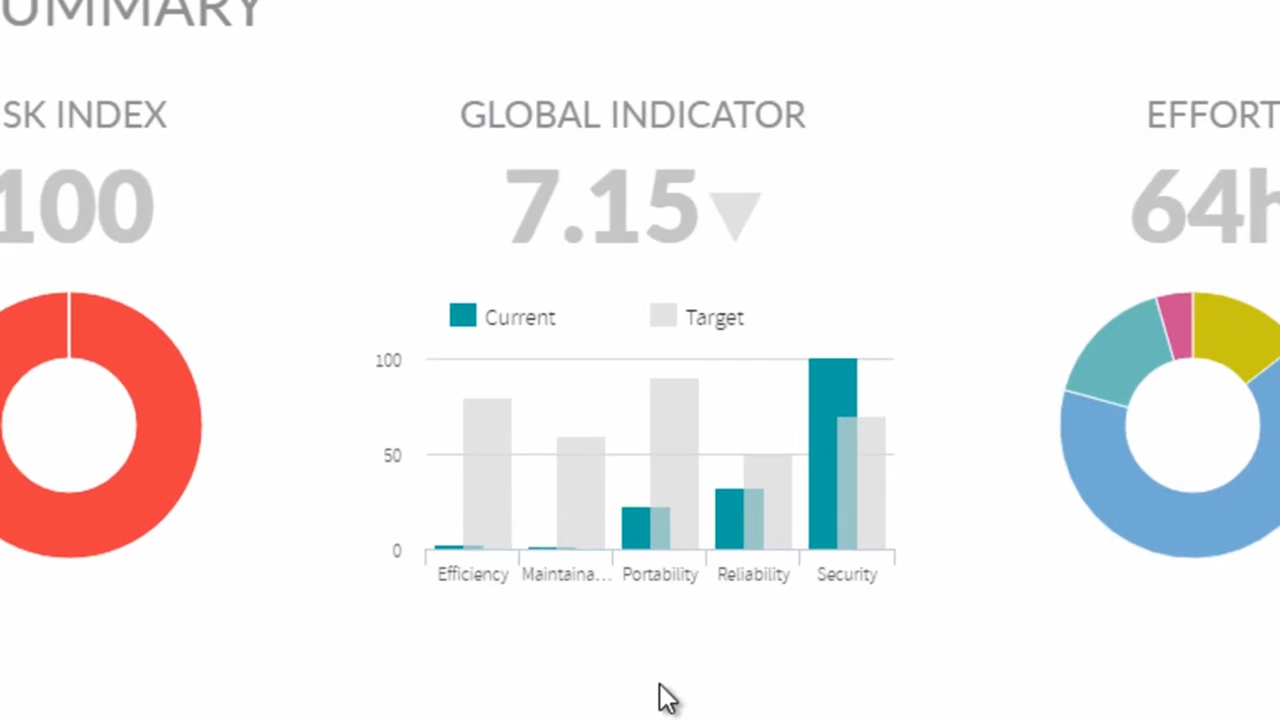 UMMARY
SK INDEX
GLOBAL INDICATOR
EFFORT
100
7.15
64h
Current
Target
100
50
0
Efficiency
Maintaina...
Portability
Reliability
Security